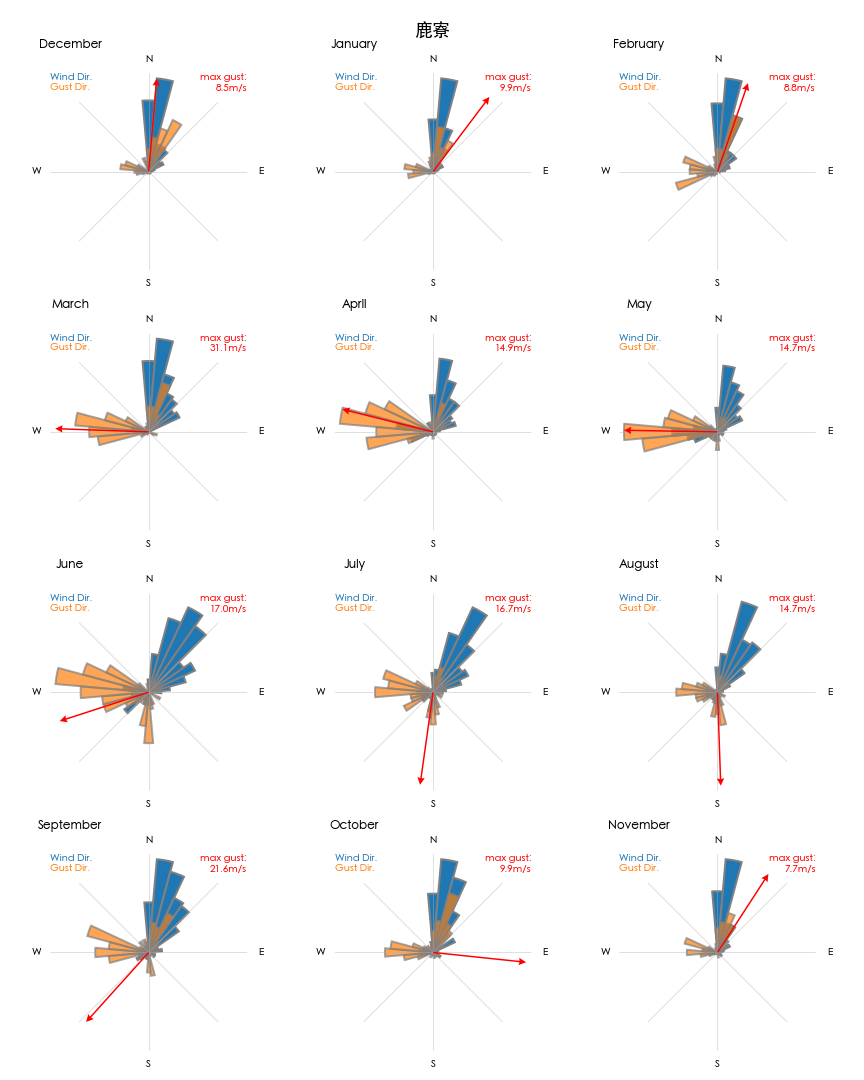 鹿寮
December
January
February
N
N
N
Wind Dir.
Gust Dir.
max gust:
8.5m/s
Wind Dir.
Gust Dir.
max gust:
9.9m/s
Wind Dir.
Gust Dir.
max gust:
8.8m/s
W
E
W
E
W
E
S
S
S
March
April
May
N
N
N
Wind Dir.
Gust Dir.
max gust:
31.1m/s
Wind Dir.
Gust Dir.
max gust:
14.9m/s
Wind Dir.
Gust Dir.
max gust:
14.7m/s
W
E
W
E
W
E
S
S
S
June
July
August
N
N
N
Wind Dir.
Gust Dir.
max gust:
17.0m/s
Wind Dir.
Gust Dir.
max gust:
16.7m/s
Wind Dir.
Gust Dir.
max gust:
14.7m/s
W
E
W
E
W
E
S
S
S
September
October
November
N
N
N
Wind Dir.
Gust Dir.
max gust:
21.6m/s
Wind Dir.
Gust Dir.
max gust:
9.9m/s
Wind Dir.
Gust Dir.
max gust:
7.7m/s
W
E
W
E
W
E
S
S
S